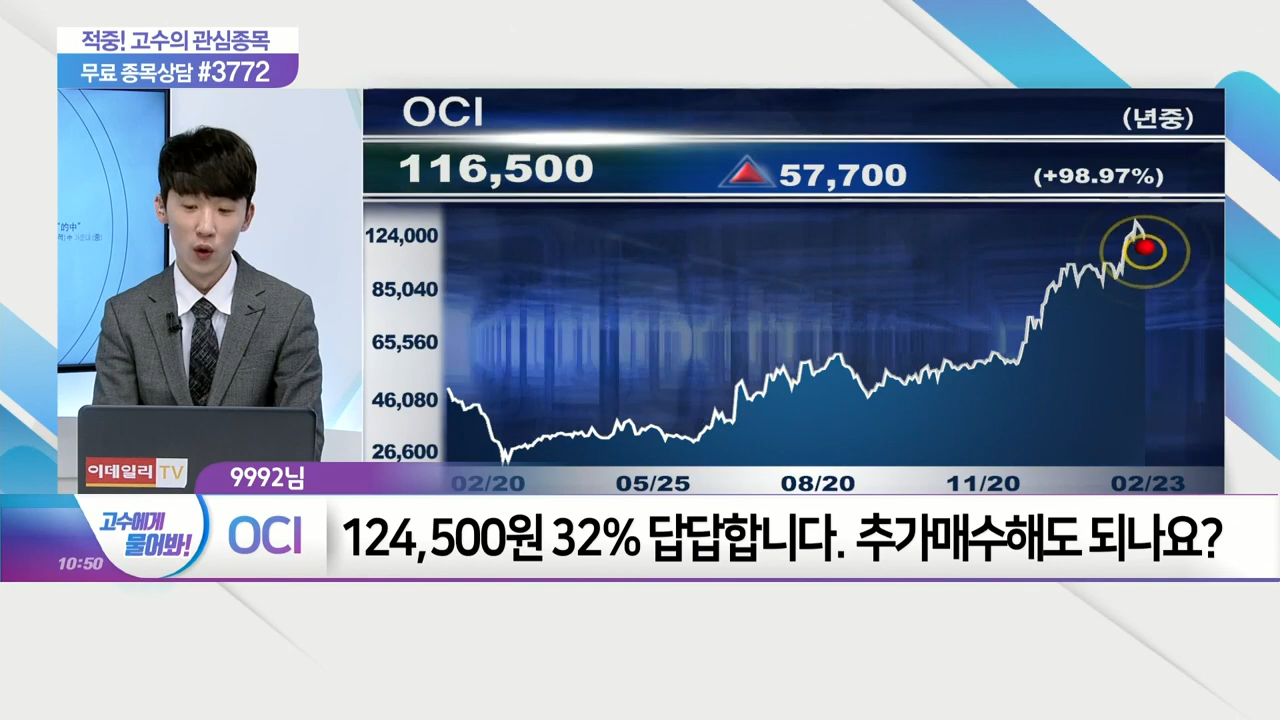 적중! 고수의 관심종목
무료 종목상담 #3772
OCI
(년중)
116,500
57,700
(+98.97%)
"的中"
124,000
85,040
65,560
46,080
26,600
02/20
05/25
08/20
11/20
02/23
이데일리 TV
9992님
고수에게
물어봐!
10:50
OCI
124,500원 32% 답답합니다. 추가매수해도 되나요?